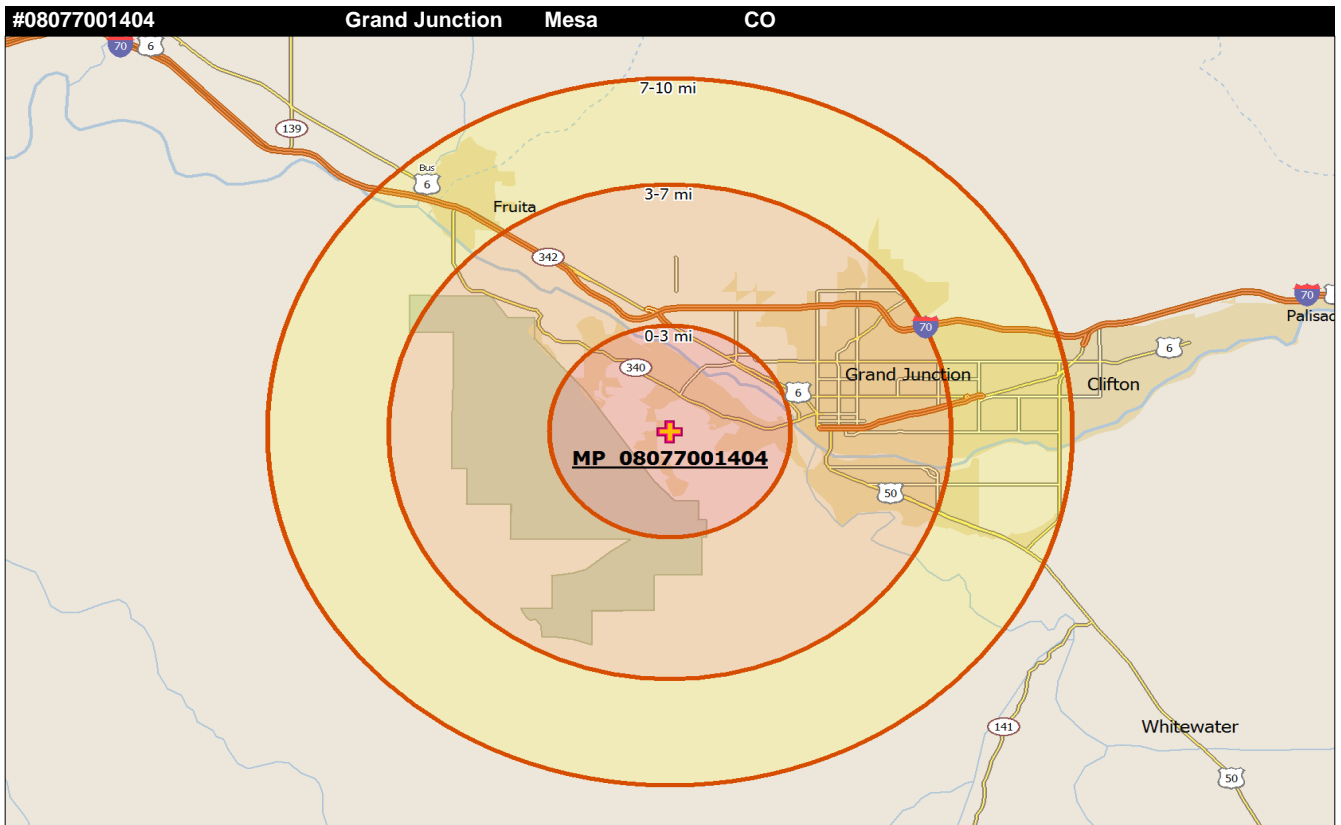 #08077001404 Grand Junction Mesa CO
70
6
7-10 mi
139
Bus
6
3-7 mi
Fruita
342
70
Palisad
70
0-3 mi
6
340
Grand Junction
Clifton
6
MP 08077001404
50
141
Whitewater
50